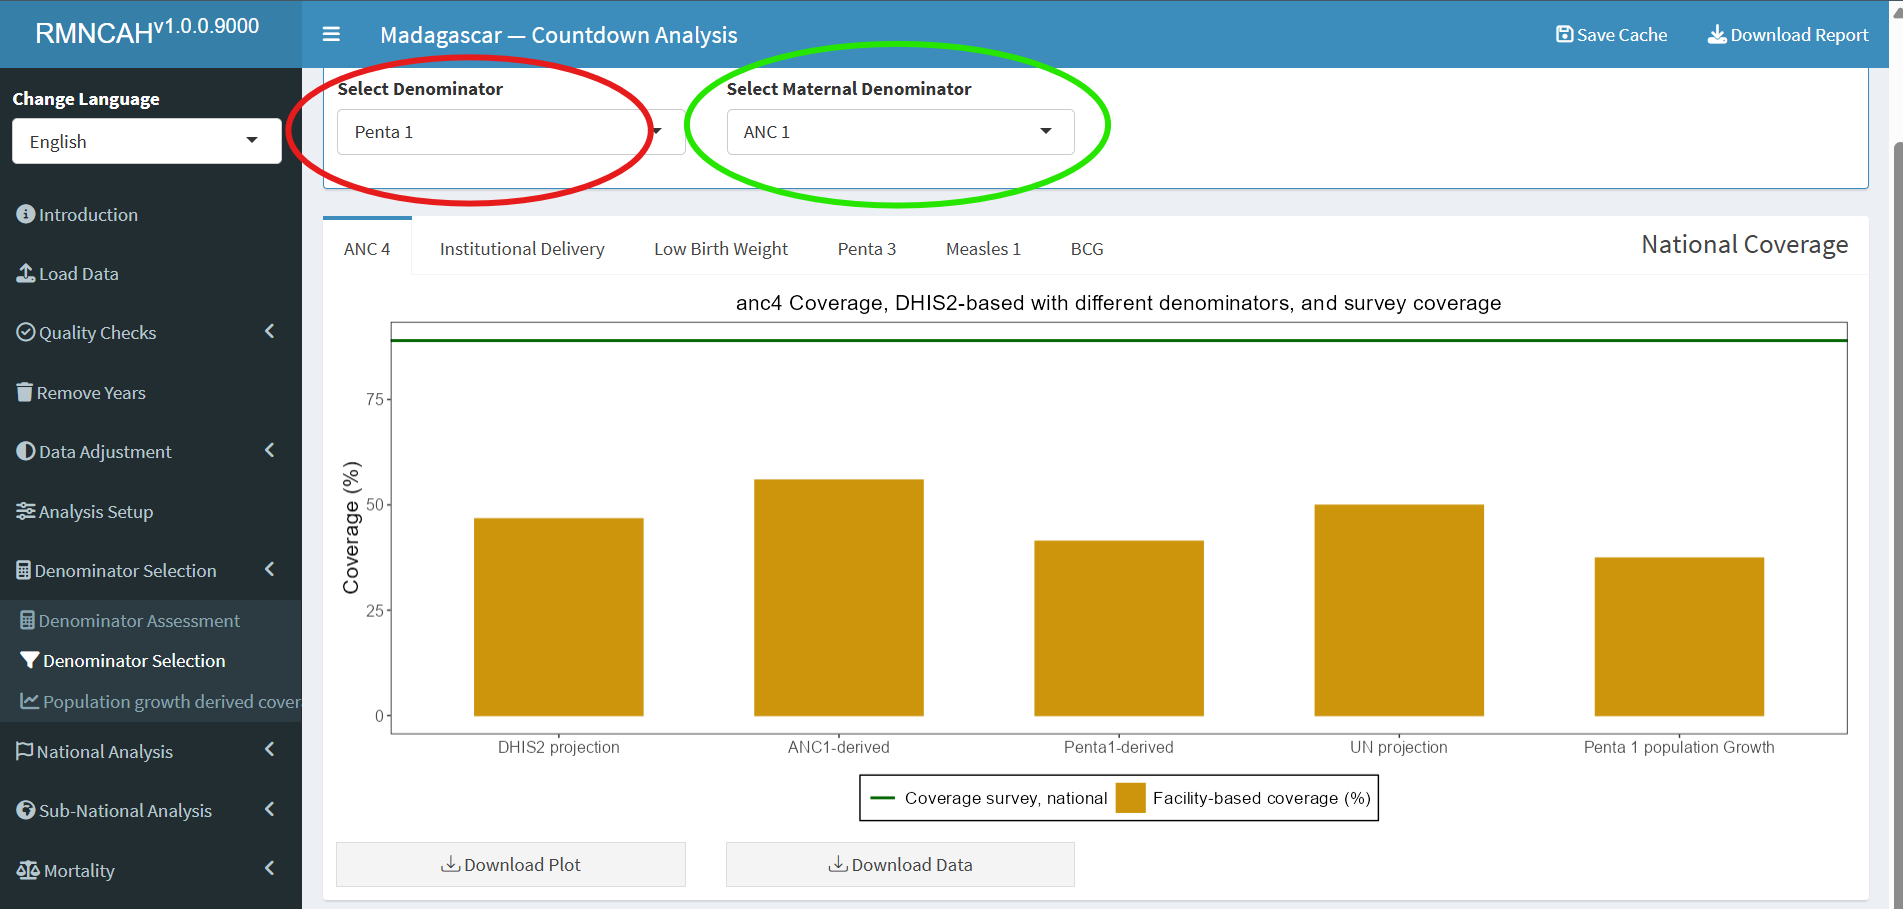 RMNCAHv1.0.0.9000
Madagascar — Countdown Analysis
Save Cache
Download Report
Change Language
English
Introduction
Load Data
Quality Checks
Remove Years
Data Adjustment
Analysis Setup
Denominator Selection
Denominator Assessment
Denominator Selection
Population growth derived cover
National Analysis
Sub-National Analysis
Mortality
Select Denominator
Penta 1
Select Maternal Denominator
ANC 1
ANC 4
Institutional Delivery
Low Birth Weight
Penta 3
Measles 1
BCG
National Coverage
anc4 Coverage, DHIS2-based with different denominators, and survey coverage
Coverage (%)
75
50
25
0
DHIS2 projection
ANC1-derived
Penta1-derived
UN projection
Penta 1 population Growth
Coverage survey, national
Facility-based coverage (%)
Download Plot
Download Data